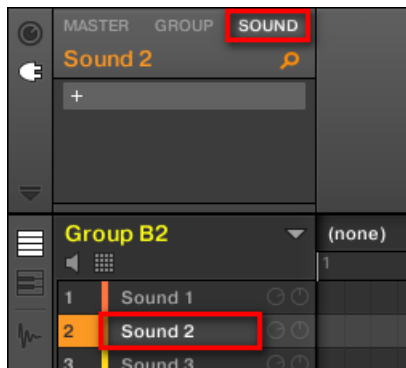 MASTER GROUP SOUND
Sound 2
+
Group B2 (none)
1
1 Sound 1
2 Sound 2
3 Sound 3